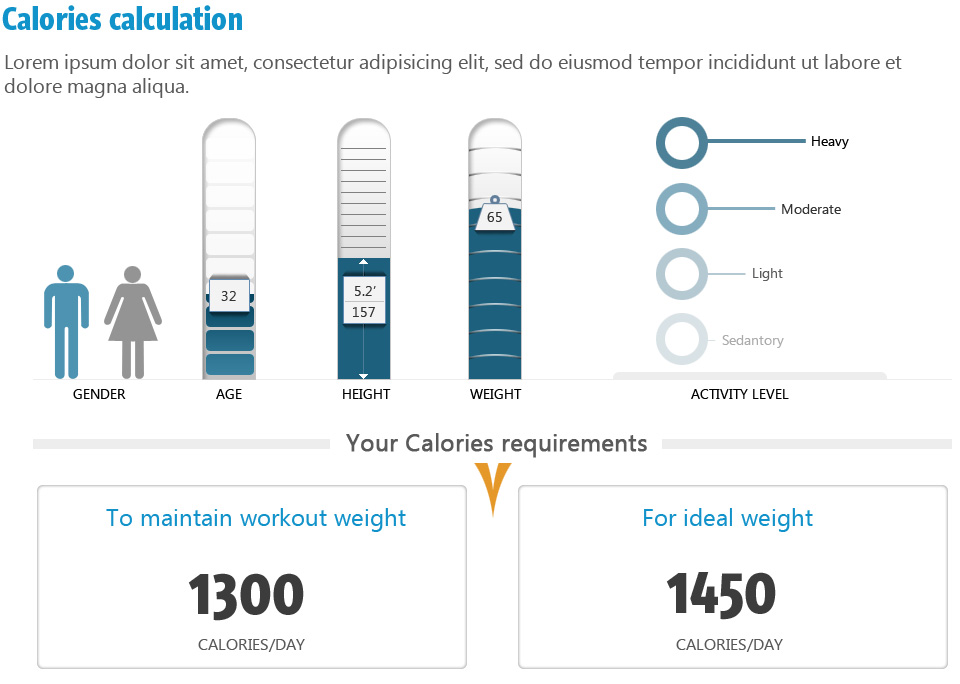 Calories calculation
Lorem ipsum dolor sit amet, consectetur adipisicing elit, sed do eiusmod tempor incididunt ut labore et
dolore magna aliqua.
Heavy
Moderate
Light
Sedantory
65
32
5.2’
157
GENDER
AGE
HEIGHT
WEIGHT
ACTIVITY LEVEL
Your Calories requirements
To maintain workout weight
1300
CALORIES/DAY
For ideal weight
1450
CALORIES/DAY